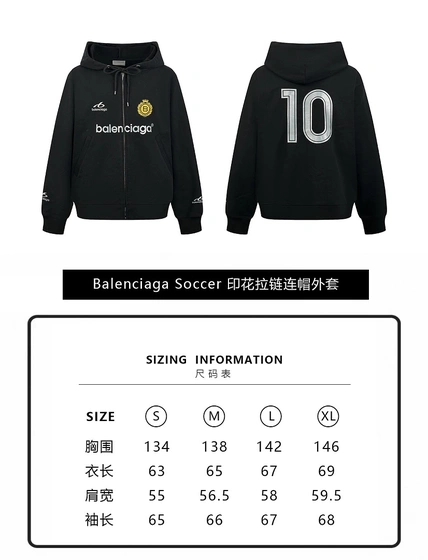 balenciaga
B
balenciaga
10
Balenciaga Soccer 印花拉链连帽外套
SIZING INFORMATION
尺码表
SIZE S M L XL
胸围 134 138 142 146
衣长 63 65 67 69
肩宽 55 56.5 58 59.5
袖长 65 66 67 68